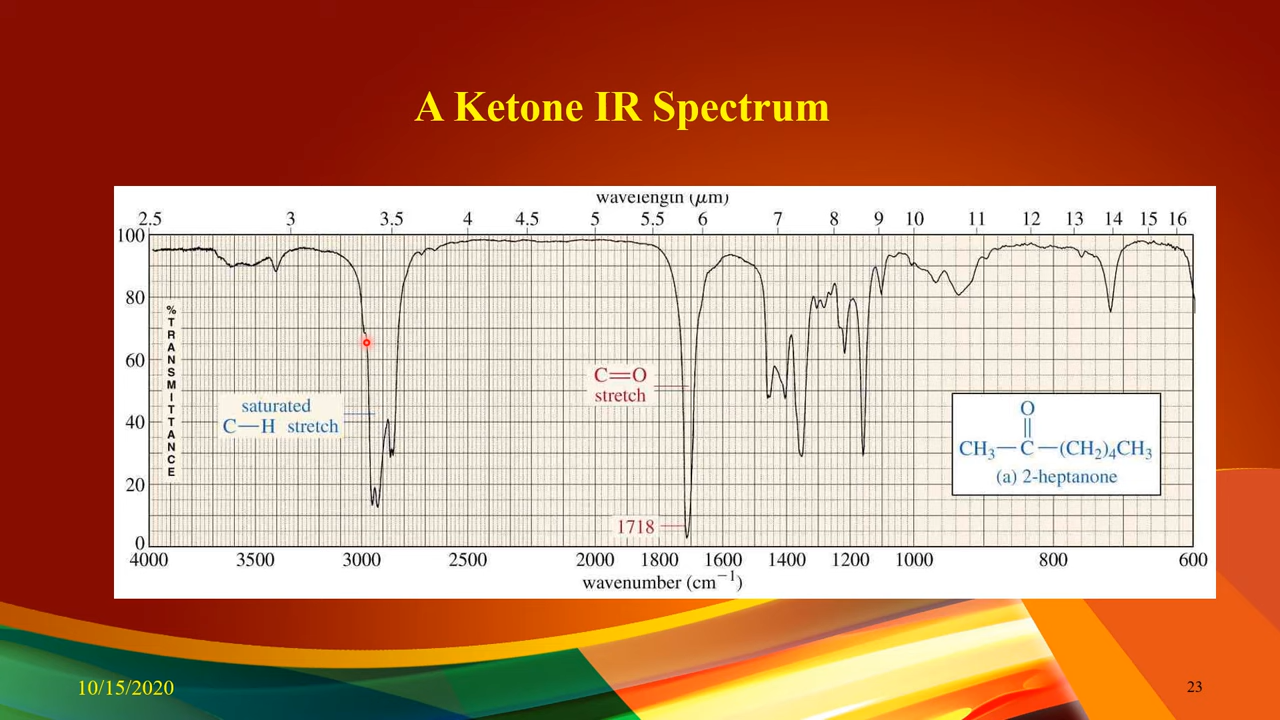 A Ketone IR Spectrum
wavelength (μm)
2.5 3 3.5 4 4.5 5 5.5 6 7 8 9 10 11 12 13 14 15 16
100
80
60
40
20
0
%TRANSMITTANCE
saturated
C—H stretch
C=O
stretch
1718
O
||
CH₃—C—(CH₂)₄CH₃
(a) 2-heptanone
4000 3500 3000 2500 2000 1800 1600 1400 1200 1000 800 600
wavenumber (cm⁻¹)
10/15/2020
23